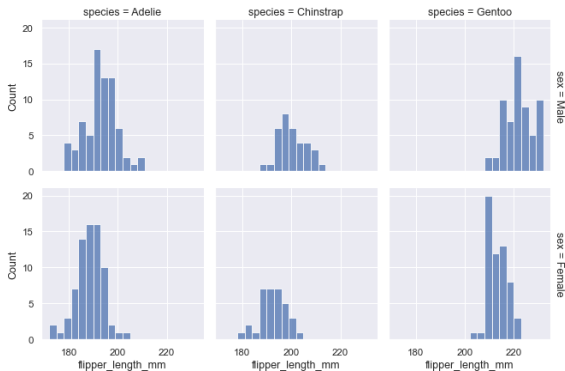 species = Adelie
species = Chinstrap
species = Gentoo
20
15
10
5
0
Count
sex = Male
20
15
10
5
0
Count
sex = Female
180 200 220
180 200 220
180 200 220
flipper_length_mm
flipper_length_mm
flipper_length_mm